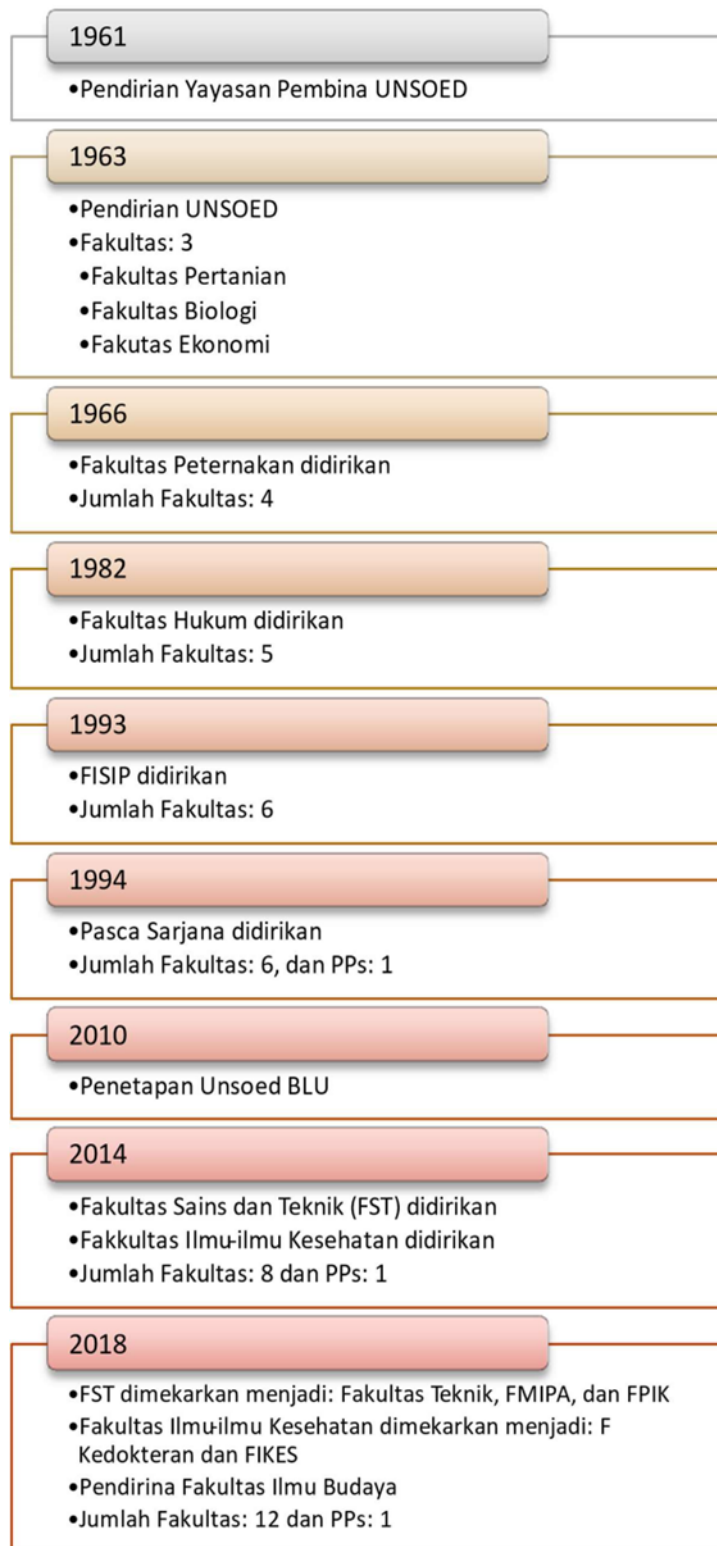 1961
•Pendirian Yayasan Pembina UNSOED
1963
•Pendirian UNSOED
•Fakultas: 3
•Fakultas Pertanian
•Fakultas Biologi
•Fakutas Ekonomi
1966
•Fakultas Peternakan didirikan
•Jumlah Fakultas: 4
1982
•Fakultas Hukum didirikan
•Jumlah Fakultas: 5
1993
•FISIP didirikan
•Jumlah Fakultas: 6
1994
•Pasca Sarjana didirikan
•Jumlah Fakultas: 6, dan PPs: 1
2010
•Penetapan Unsoed BLU
2014
•Fakultas Sains dan Teknik (FST) didirikan
•Fakkultas Ilmu-ilmu Kesehatan didirikan
•Jumlah Fakultas: 8 dan PPs: 1
2018
•FST dimekarkan menjadi: Fakultas Teknik, FMIPA, dan FPIK
•Fakultas Ilmu-ilmu Kesehatan dimekarkan menjadi: F
Kedokteran dan FIKES
•Pendirina Fakultas Ilmu Budaya
•Jumlah Fakultas: 12 dan PPs: 1